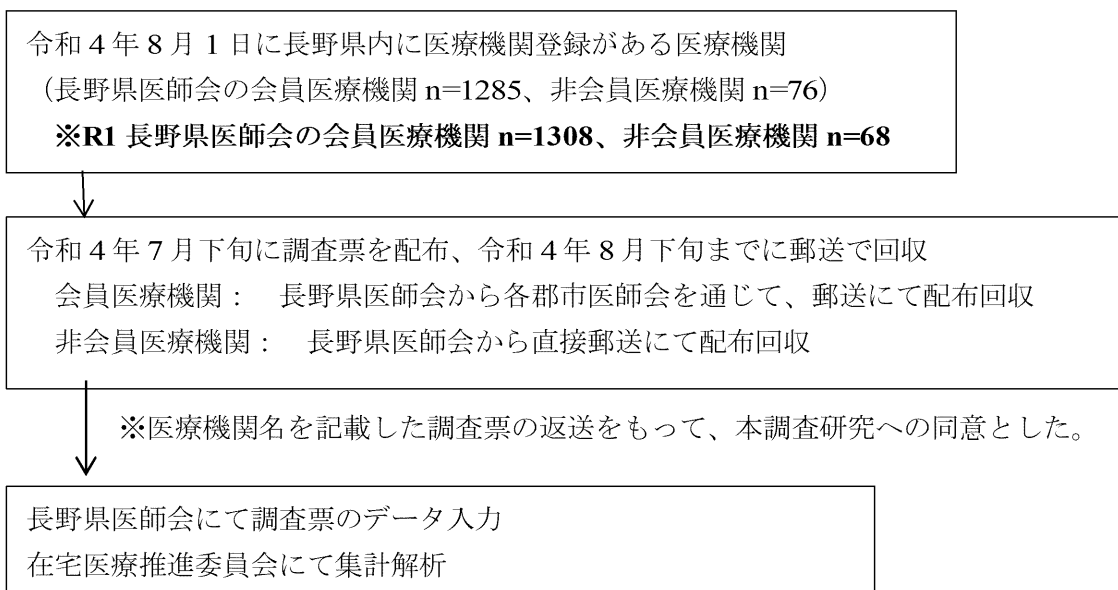 令和4年8月1日に長野県内に医療機関登録がある医療機関
（長野県医師会の会員医療機関 n=1285、非会員医療機関 n=76）
※R1 長野県医師会の会員医療機関 n=1308、非会員医療機関 n=68
令和4年7月下旬に調査票を配布、令和4年8月下旬までに郵送で回収
会員医療機関： 長野県医師会から各郡市医師会を通じて、郵送にて配布回収
非会員医療機関： 長野県医師会から直接郵送にて配布回収
※医療機関名を記載した調査票の返送をもって、本調査研究への同意とした。
長野県医師会にて調査票のデータ入力
在宅医療推進委員会にて集計解析